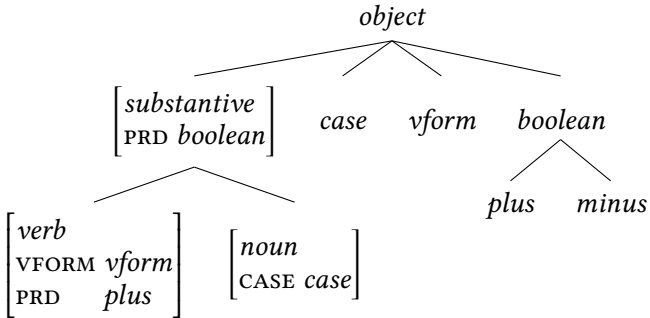 object
substantive case vform boolean
PRD boolean
plus minus
verb
noun
VFORM vform
CASE case
PRD plus